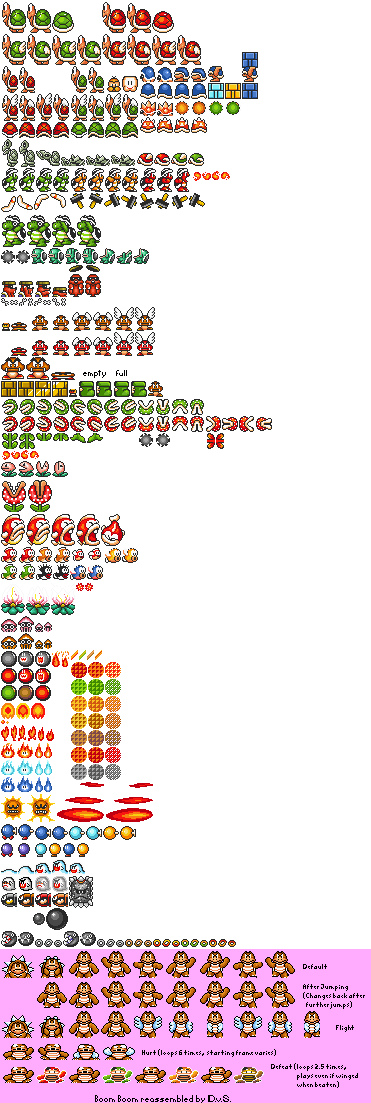 empty full
Default
After Jumping
(Changes back after
further jumps)
Flight
Hurt (loops 6 times, starting frame varies)
Defeat (loops 2.5 times,
plays even if winged
when beaten)
Boom Boom reassembled by D.v.S.